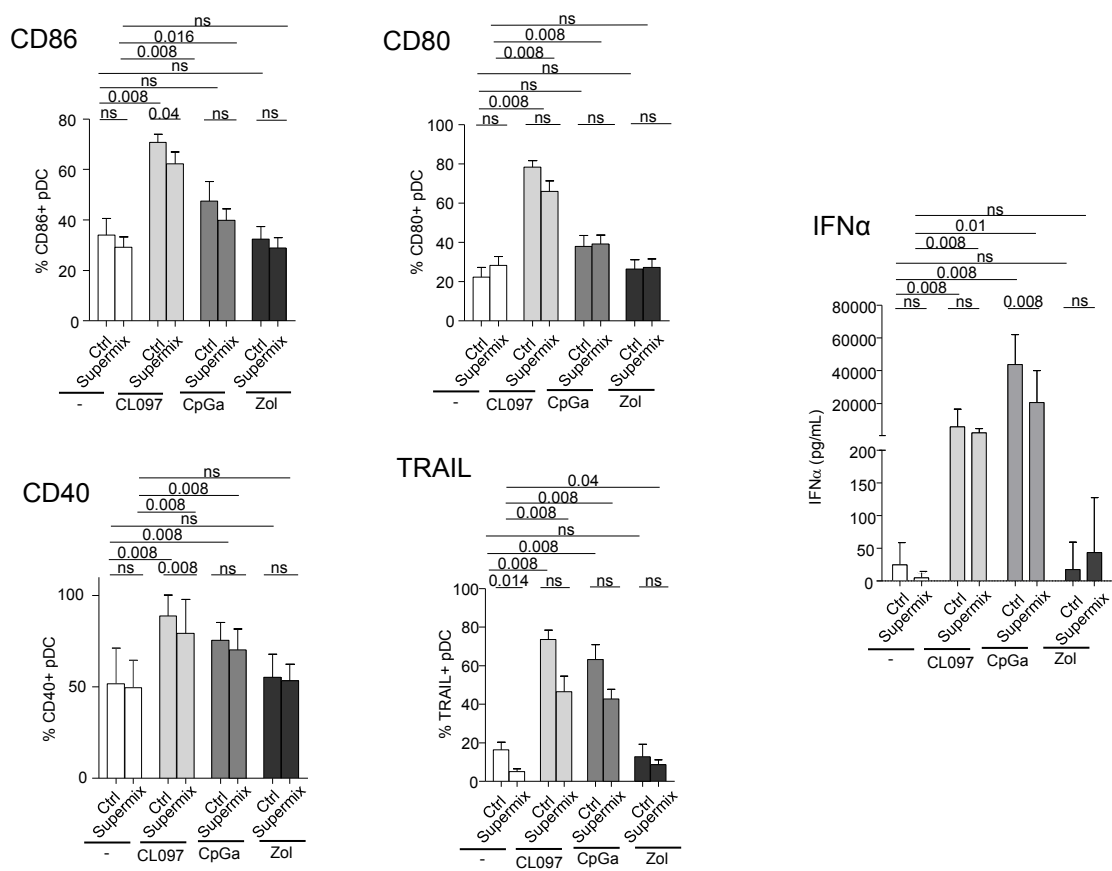 CD86
ns
0.016
0.008
ns
ns
0.008
ns 0.04 ns ns
80
60
40
20
0
% CD86+ pDC
Ctrl Supermix Ctrl Supermix Ctrl Supermix Ctrl Supermix
- CL097 CpGa Zol
CD80
ns
0.008
0.008
ns
ns
0.008
ns ns ns ns
100
80
60
40
20
0
% CD80+ pDC
Ctrl Supermix Ctrl Supermix Ctrl Supermix Ctrl Supermix
- CL097 CpGa Zol
IFNα
ns
0.01
0.008
ns
0.008
0.008
ns ns 0.008 ns
80000
60000
40000
20000
200
150
100
50
0
IFNα (pg/mL)
Ctrl Supermix Ctrl Supermix Ctrl Supermix Ctrl Supermix
- CL097 CpGa Zol
CD40
ns
0.008
0.008
ns
0.008
0.008
ns 0.008 ns ns
100
50
0
% CD40+ pDC
Ctrl Supermix Ctrl Supermix Ctrl Supermix Ctrl Supermix
- CL097 CpGa Zol
TRAIL
0.04
0.008
0.008
ns
0.008
0.008
0.014 ns ns ns
100
80
60
40
20
0
% TRAIL+ pDC
Ctrl Supermix Ctrl Supermix Ctrl Supermix Ctrl Supermix
- CL097 CpGa Zol